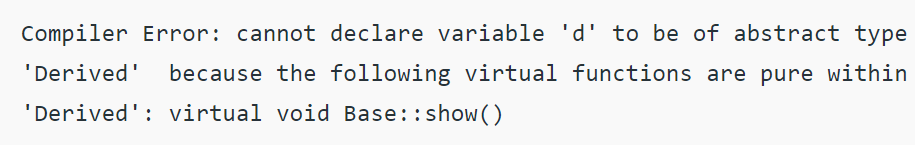 Compiler Error: cannot declare variable 'd' to be of abstract type
'Derived'  because the following virtual functions are pure within
'Derived': virtual void Base::show()